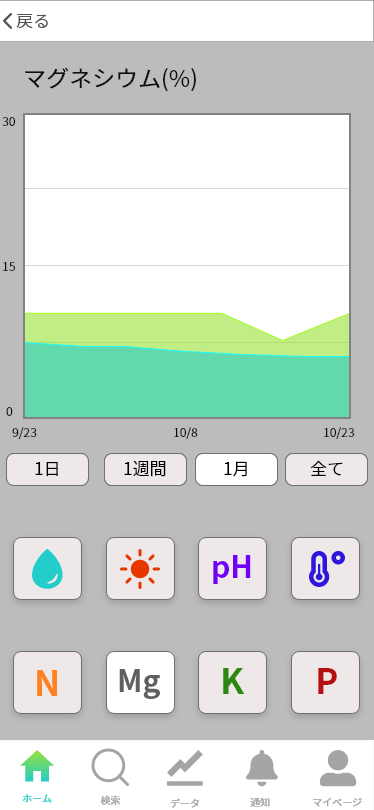 戻る
マグネシウム(%)
30
15
0
9/23 10/8 10/23
1日 1週間 1月 全て
pH
N Mg K P
ホーム 検索 データ 通知 マイページ